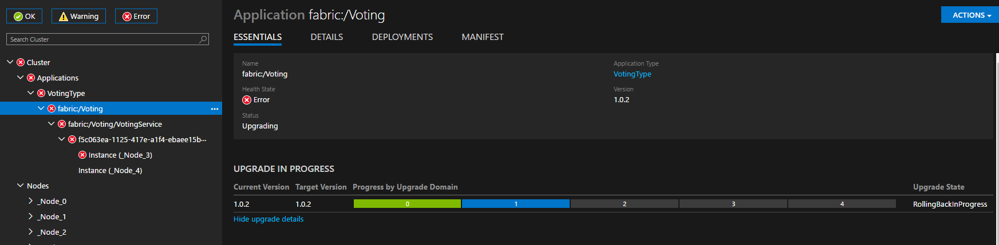 OK Warning Error
Search Cluster
Cluster
Applications
VotingType
fabric:/Voting
fabric:/Voting/VotingService
f5c063ea-1125-417e-a1f4-ebaee15b...
Instance (_Node_3)
Instance (_Node_4)
Nodes
_Node_0
_Node_1
_Node_2
Application fabric:/Voting
ACTIONS
ESSENTIALS DETAILS DEPLOYMENTS MANIFEST
Name Application Type
fabric:/Voting VotingType
Health State Version
Error 1.0.2
Status
Upgrading
UPGRADE IN PROGRESS
Current Version Target Version Progress by Upgrade Domain Upgrade State
1.0.2 1.0.2 0 1 2 3 4 RollingBackInProgress
Hide upgrade details